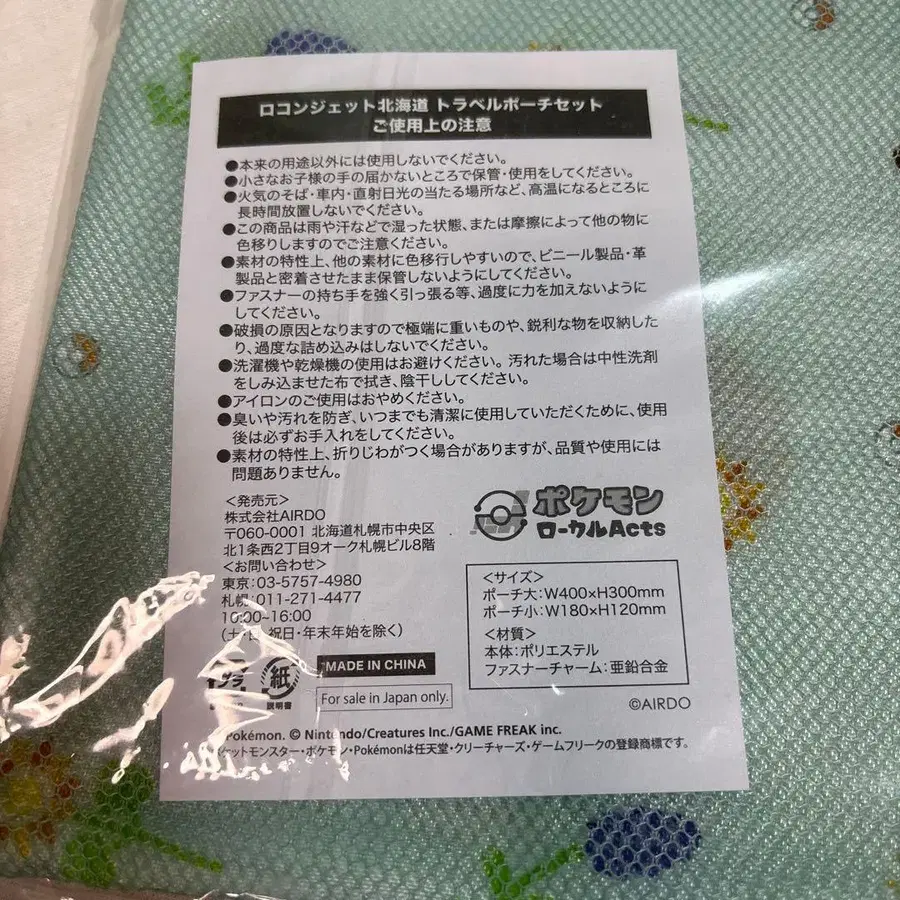 ロコンジェット北海道 トラベルポーチセット
ご使用上の注意
●本来の用途以外には使用しないでください。
●小さなお子様の手の届かないところで保管・使用をしてください。
●火気のそば・車内・直射日光の当たる場所など、高温になるところに
長時間放置しないでください。
●この商品は雨や汗などで湿った状態、または摩擦によって他の物に
色移りしますのでご注意ください。
●素材の特性上、他の素材に色移行しやすいので、ビニール製品・革
製品と密着させたまま保管しないようにしてください。
●ファスナーの持ち手を強く引っ張る等、過度に力を加えないように
してください。
●破損の原因となりますので極端に重いものや、鋭利な物を収納した
り、過度な詰め込みはしないでください。
●洗濯機や乾燥機の使用はお避けください。汚れた場合は中性洗剤
をしみ込ませた布で拭き、陰干ししてください。
●アイロンのご使用はおやめください。
●臭いや汚れを防ぎ、いつまでも清潔に使用していただくために、使用
後は必ずお手入れをしてください。
●素材の特性上、折りじわがつく場合がありますが、品質や使用には
問題ありません。
<発売元>
株式会社AIRDO
〒060-0001 北海道札幌市中央区
北1条西2丁目9オーク札幌ビル8階
<お問い合わせ>
東京:03-5757-4980
札幌:011-271-4477
10:00~16:00
(土・日・祝日・年末年始を除く)
ポケモン
ローカルActs
<サイズ>
ポーチ大:W400×H300mm
ポーチ小:W180×H120mm
<材質>
本体:ポリエステル
ファスナーチャーム:亜鉛合金
プラ
紙
説明書
MADE IN CHINA
For sale in Japan only.
©AIRDO
Pokémon. © Nintendo/Creatures Inc./GAME FREAK inc.
ポケットモンスター・ポケモン・Pokémonは任天堂・クリーチャーズ・ゲームフリークの登録商標です。